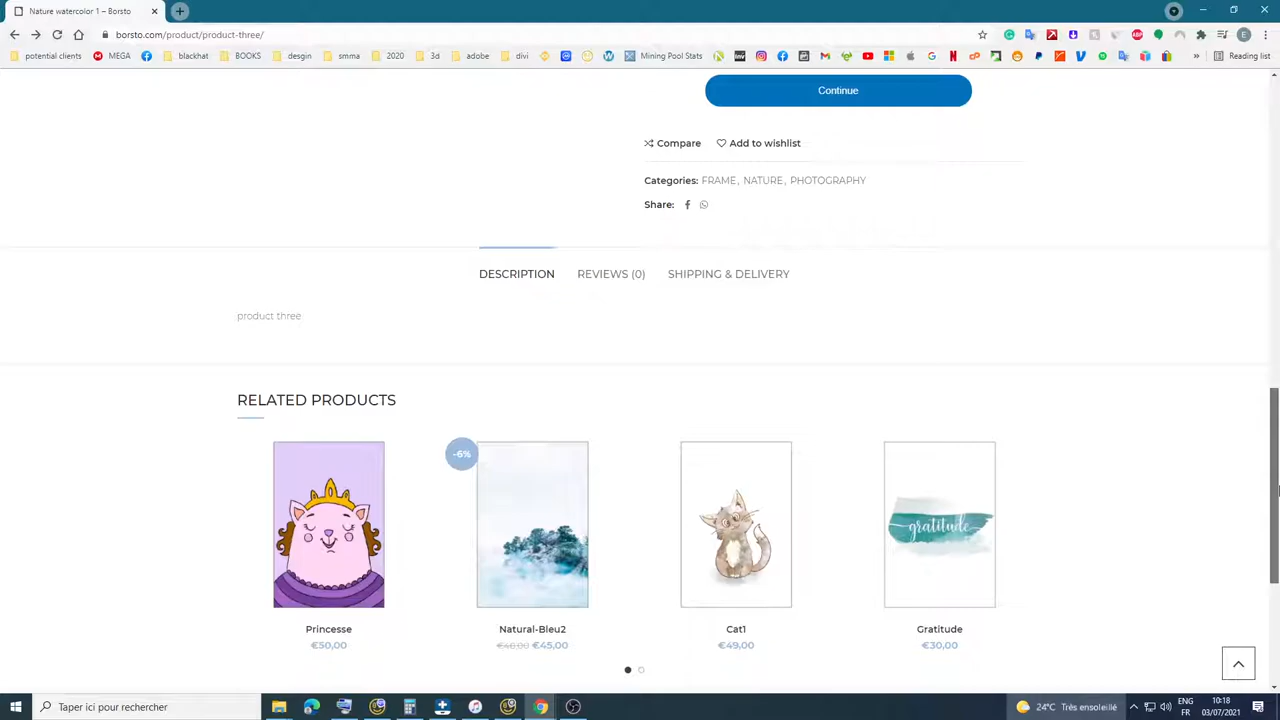 Nature watercolor 1 – Borsto
borsto.com/product/product-three/
potential clients MEGA bhackhat BOOKS desgin smma 2020 3d adobe divi Mining Pool Stats Reading list
Continue
Compare Add to wishlist
Categories: FRAME, NATURE, PHOTOGRAPHY
Share:
DESCRIPTION REVIEWS (0) SHIPPING & DELIVERY
product three
RELATED PRODUCTS
-6%
gratitude
Princesse Natural-Bleu2 Cat1 Gratitude
€50,00 €48,00 €45,00 €49,00 €30,00
Taper ici pour rechercher
24°C Très ensoleillé
ENG 10:18
FR 03/07/2021